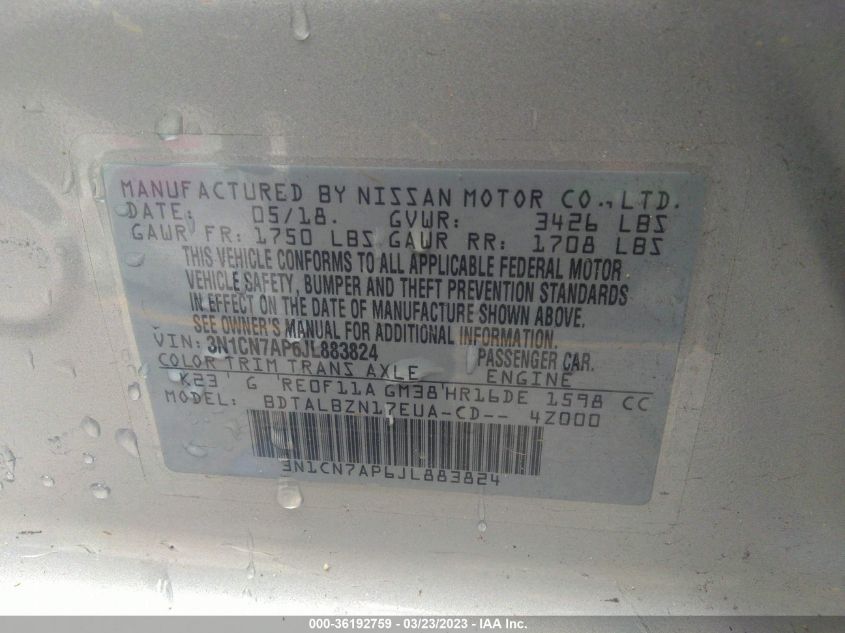 MANUFACTURED BY NISSAN MOTOR CO., LTD.
DATE: 05/18. GVWR: 3426 LBS
GAWR FR: 1750 LBS GAWR RR: 1708 LBS
THIS VEHICLE CONFORMS TO ALL APPLICABLE FEDERAL MOTOR
VEHICLE SAFETY, BUMPER AND THEFT PREVENTION STANDARDS
IN EFFECT ON THE DATE OF MANUFACTURE SHOWN ABOVE.
SEE OWNER'S MANUAL FOR ADDITIONAL INFORMATION.
VIN: 3N1CN7AP6JL883824 PASSENGER CAR.
COLOR TRIM TRANS AXLE ENGINE
K23 G RE0F11A GM38 HR16DE 1598 CC
MODEL: BDTALBZN17EUA-CD-- 4Z000
3N1CN7AP6JL883824
000-36192759 - 03/23/2023 - IAA Inc.